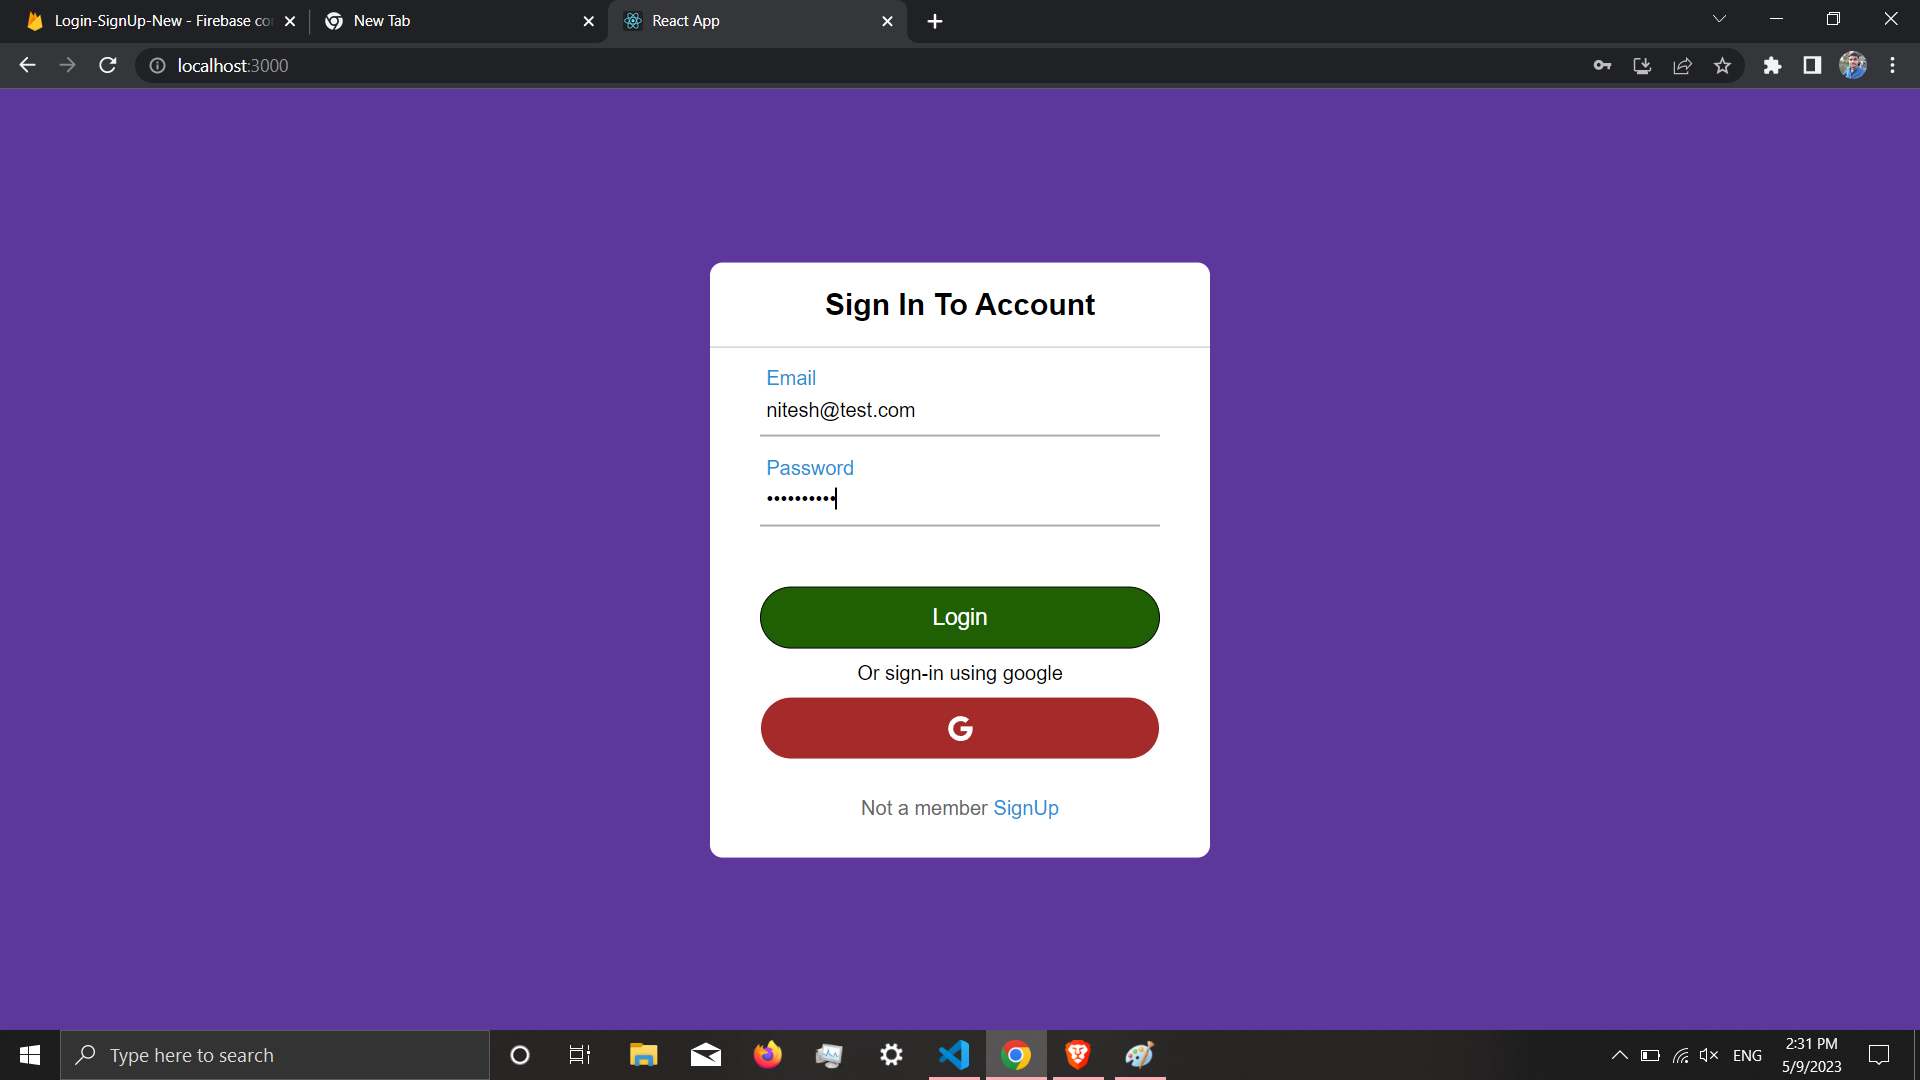 Login-SignUp-New - Firebase co
New Tab
React App
localhost:3000
Sign In To Account
Email
nitesh@test.com
Password
••••••••••
Login
Or sign-in using google
G
Not a member SignUp
Type here to search
ENG
2:31 PM
5/9/2023